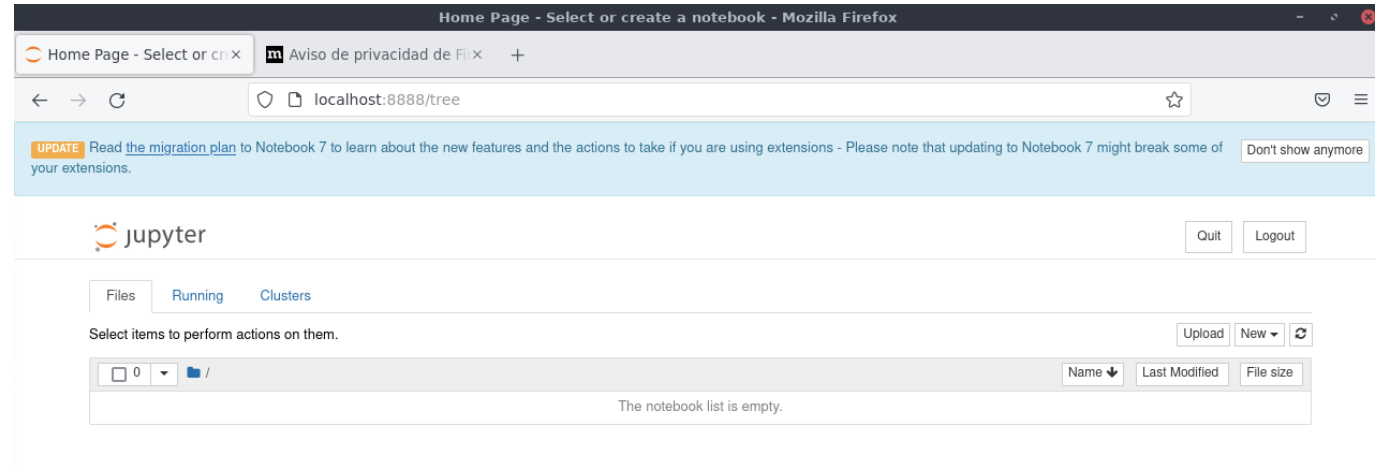 Home Page - Select or create a notebook - Mozilla Firefox
Home Page - Select or cr
m Aviso de privacidad de Fi
localhost:8888/tree
UPDATE Read the migration plan to Notebook 7 to learn about the new features and the actions to take if you are using extensions - Please note that updating to Notebook 7 might break some of
your extensions.
Don't show anymore
jupyter
Quit Logout
Files Running Clusters
Select items to perform actions on them.
Upload New
0 / Name Last Modified File size
The notebook list is empty.